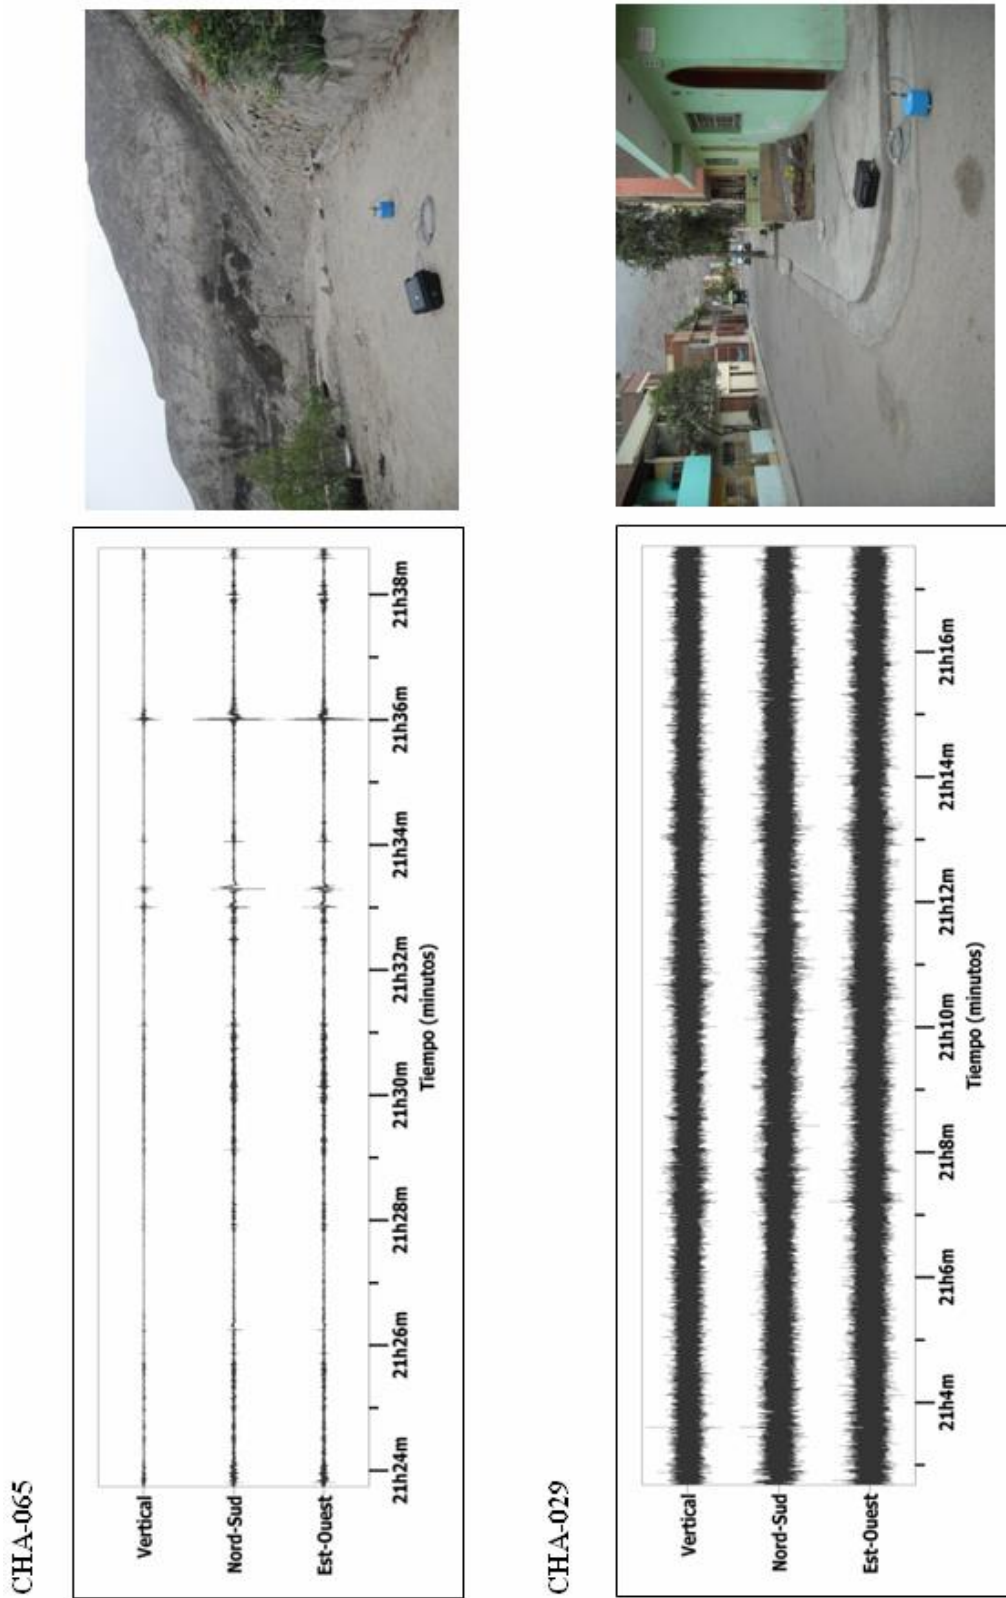 CHA-065
Vertical
Nord-Sud
Est-Ouest
21h24m 21h26m 21h28m 21h30m 21h32m 21h34m 21h36m 21h38m
Tiempo (minutos)
CHA-029
Vertical
Nord-Sud
Est-Ouest
21h4m 21h6m 21h8m 21h10m 21h12m 21h14m 21h16m
Tiempo (minutos)